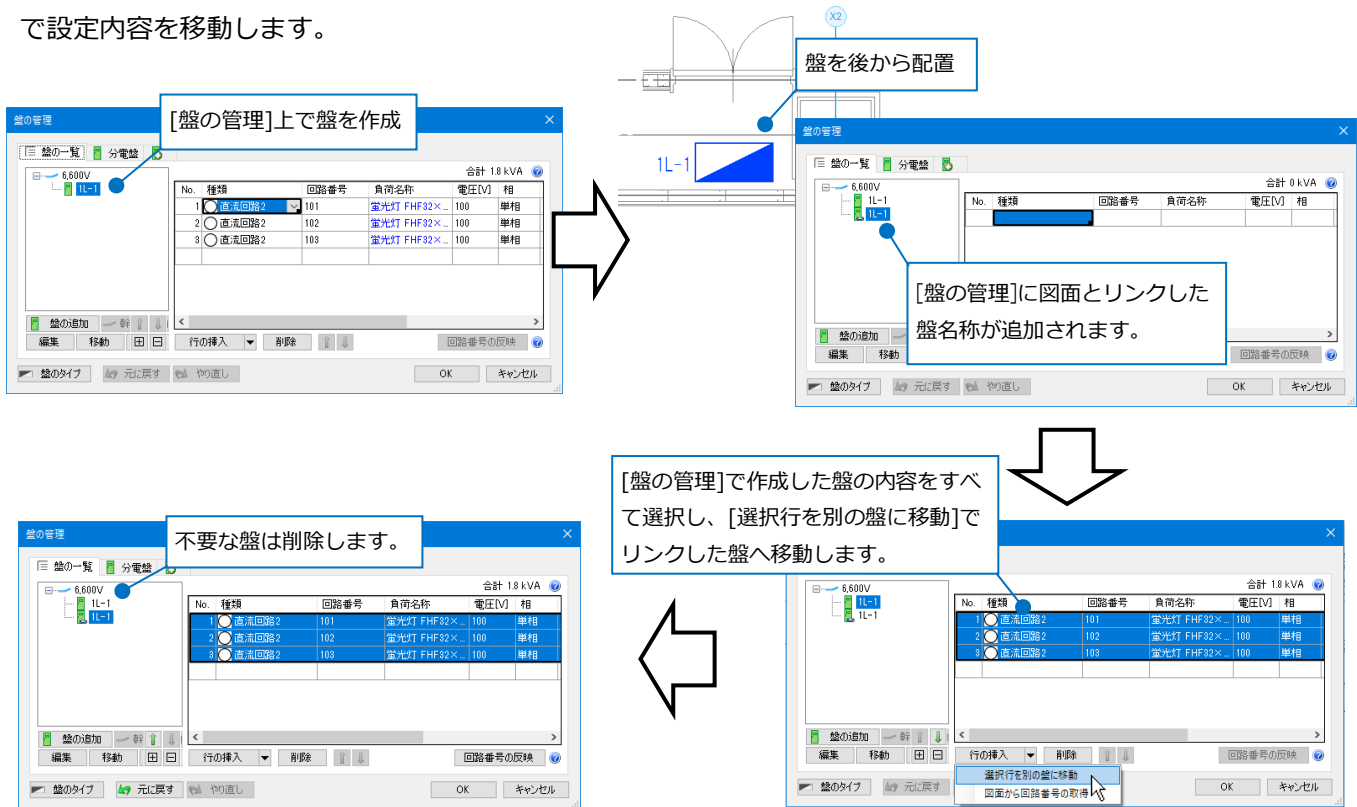 で設定内容を移動します。
X2
盤を後から配置
1L-1
[盤の管理]上で盤を作成
盤の管理
盤の一覧 分電盤
合計 1.8 kVA
6,600V
1L-1
No. 種類 回路番号 負荷名称 電圧[V] 相
1 直流回路2 101 蛍光灯 FHF32×... 100 単相
2 直流回路2 102 蛍光灯 FHF32×... 100 単相
3 直流回路2 103 蛍光灯 FHF32×... 100 単相
盤の追加 幹
編集 移動 行の挿入 削除 回路番号の反映
盤のタイプ 元に戻す やり直し OK キャンセル
盤の管理
盤の一覧 分電盤
合計 0 kVA
6,600V
1L-1
1L-1
No. 種類 回路番号 負荷名称 電圧[V] 相
[盤の管理]に図面とリンクした
盤名称が追加されます。
盤の追加
編集 移動 回路番号の反映
盤のタイプ 元に戻す やり直し OK キャンセル
[盤の管理]で作成した盤の内容をすべ
て選択し、[選択行を別の盤に移動]で
リンクした盤へ移動します。
合計 1.8 kVA
6,600V
1L-1
1L-1
No. 種類 回路番号 負荷名称 電圧[V] 相
1 直流回路2 101 蛍光灯 FHF32×... 100 単相
2 直流回路2 102 蛍光灯 FHF32×... 100 単相
3 直流回路2 103 蛍光灯 FHF32×... 100 単相
盤の追加 幹
編集 移動 行の挿入 削除 回路番号の反映
選択行を別の盤に移動
図面から回路番号の取得
盤のタイプ 元に戻す OK キャンセル
不要な盤は削除します。
盤の管理
盤の一覧 分電盤
合計 1.8 kVA
6,600V
1L-1
1L-1
No. 種類 回路番号 負荷名称 電圧[V] 相
1 直流回路2 101 蛍光灯 FHF32×... 100 単相
2 直流回路2 102 蛍光灯 FHF32×... 100 単相
3 直流回路2 103 蛍光灯 FHF32×... 100 単相
盤の追加 幹
編集 移動 行の挿入 削除 回路番号の反映
盤のタイプ 元に戻す やり直し OK キャンセル